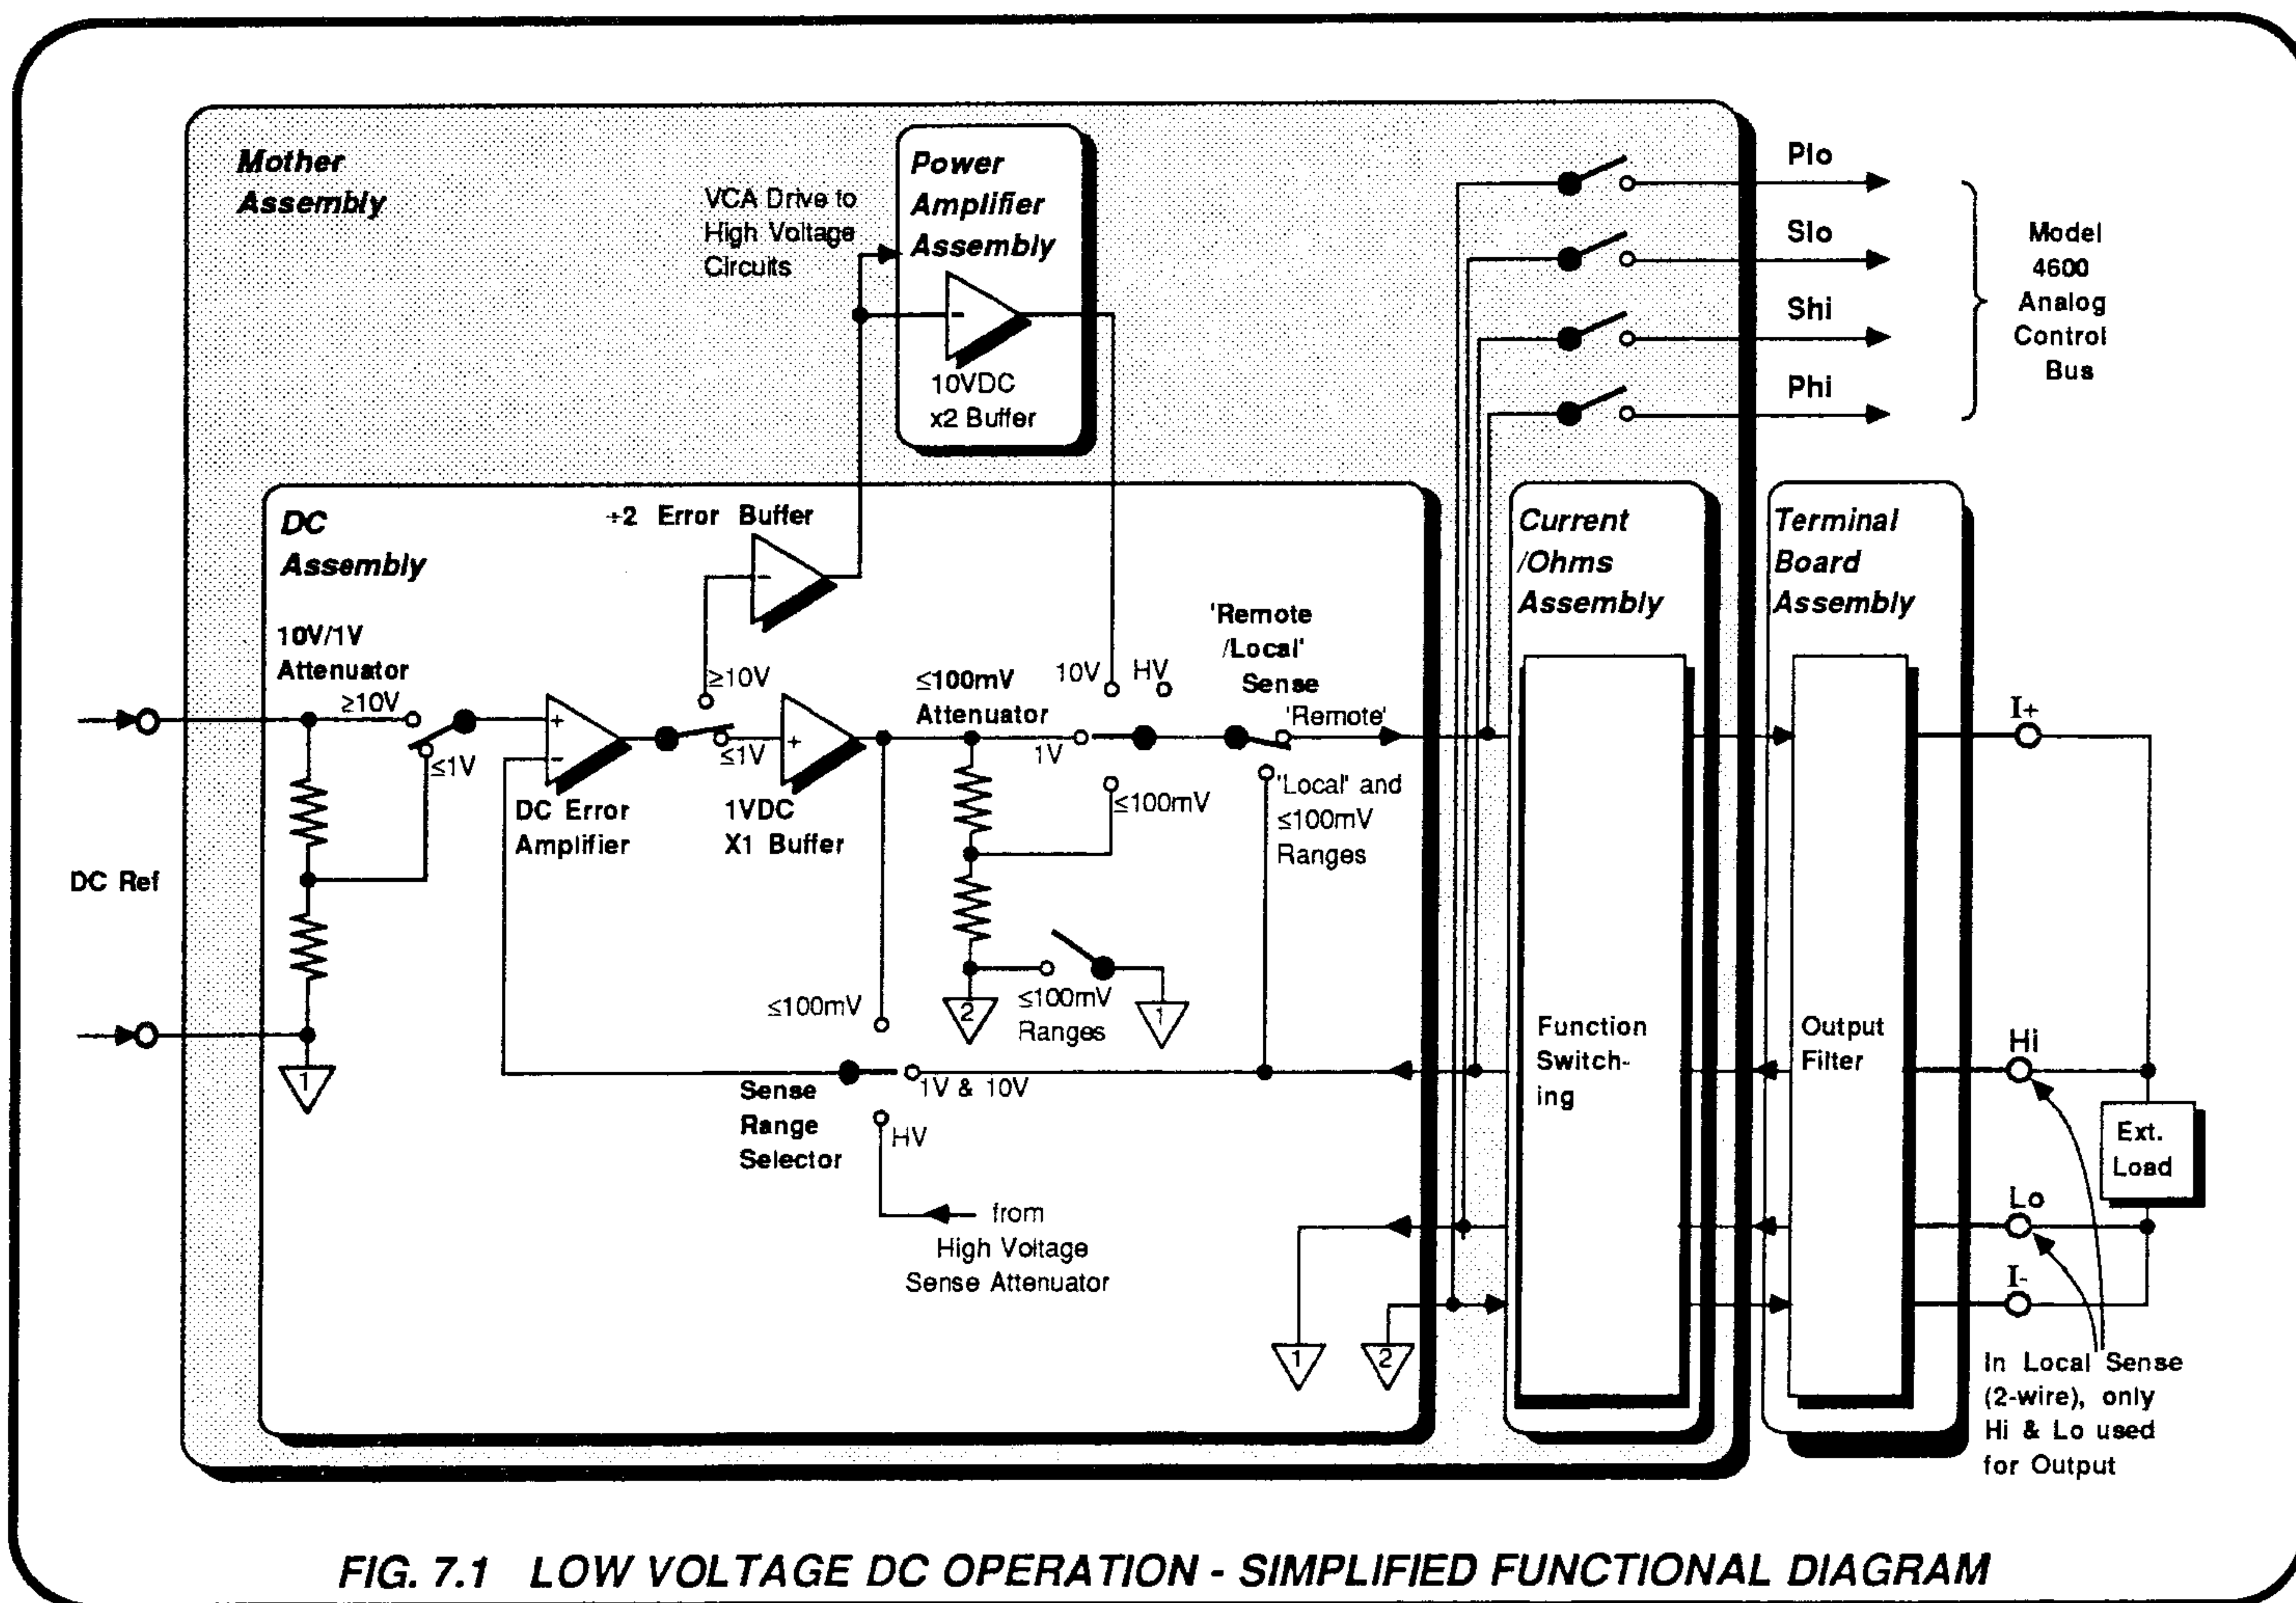 Mother
Assembly
VCA Drive to
High Voltage
Circuits
Power
Amplifier
Assembly
-
10VDC
x2 Buffer
Plo
Slo
Shi
Phi
Model
4600
Analog
Control
Bus
DC
Assembly
÷2 Error Buffer
-
10V/1V
Attenuator
≥10V
≤1V
DC Ref
1
+
-
DC Error
Amplifier
≥10V
≤1V
+
1VDC
X1 Buffer
≤100mV
Attenuator
10V
HV
1V
≤100mV
'Remote
/Local'
Sense
'Remote'
'Local' and
≤100mV
Ranges
2
≤100mV
Ranges
1
≤100mV
1V & 10V
HV
Sense
Range
Selector
from
High Voltage
Sense Attenuator
1
2
Current
/Ohms
Assembly
Function
Switch-
ing
Terminal
Board
Assembly
Output
Filter
I+
Hi
Ext.
Load
Lo
I-
In Local Sense
(2-wire), only
Hi & Lo used
for Output
FIG. 7.1 LOW VOLTAGE DC OPERATION - SIMPLIFIED FUNCTIONAL DIAGRAM